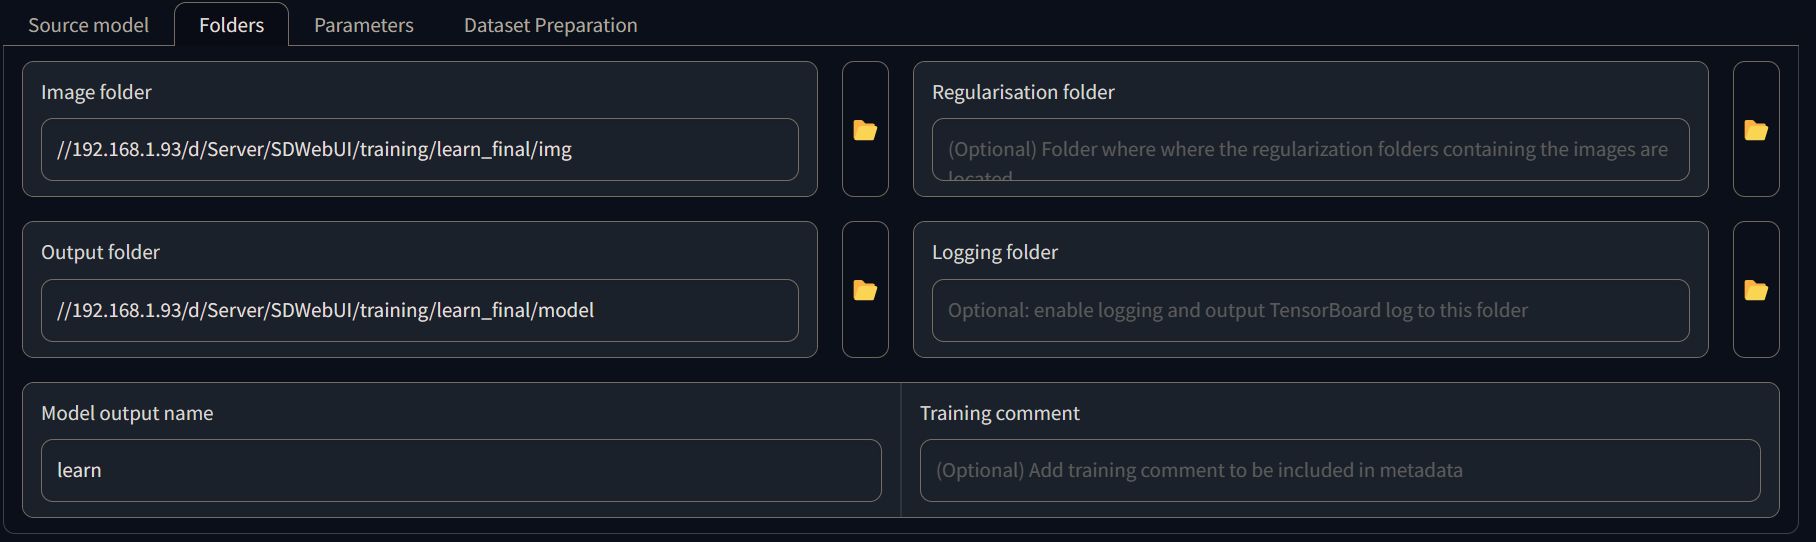 Source model
Folders
Parameters
Dataset Preparation
Image folder
//192.168.1.93/d/Server/SDWebUI/training/learn_final/img
Regularisation folder
(Optional) Folder where where the regularization folders containing the images are
located
Output folder
//192.168.1.93/d/Server/SDWebUI/training/learn_final/model
Logging folder
Optional: enable logging and output TensorBoard log to this folder
Model output name
learn
Training comment
(Optional) Add training comment to be included in metadata